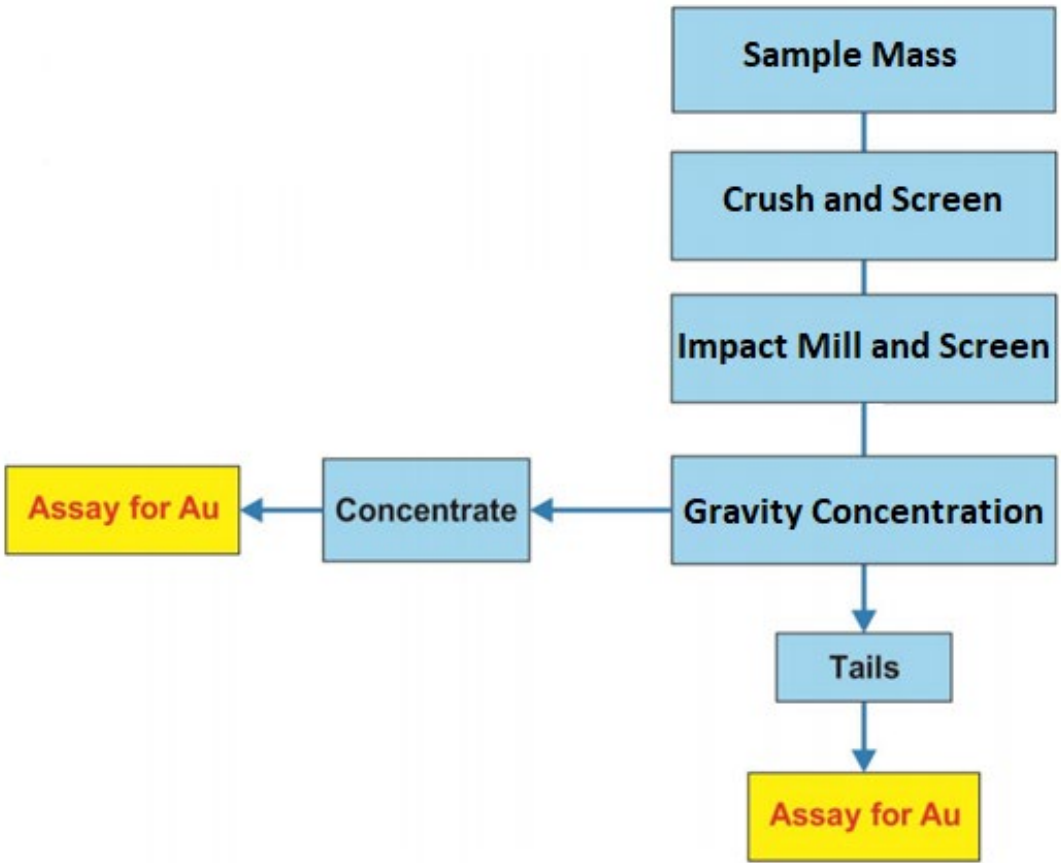 Sample Mass
Crush and Screen
Impact Mill and Screen
Assay for Au
Concentrate
Gravity Concentration
Tails
Assay for Au